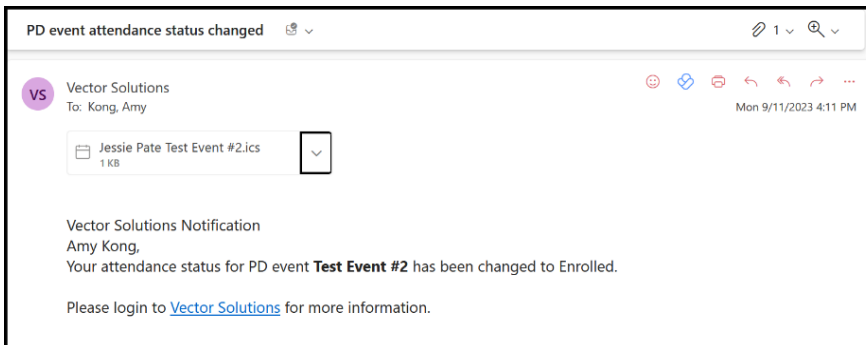 PD event attendance status changed
1
VS
Vector Solutions
To: Kong, Amy
Mon 9/11/2023 4:11 PM
Jessie Pate Test Event #2.ics
1 KB
Vector Solutions Notification
Amy Kong,
Your attendance status for PD event Test Event #2 has been changed to Enrolled.
Please login to Vector Solutions for more information.